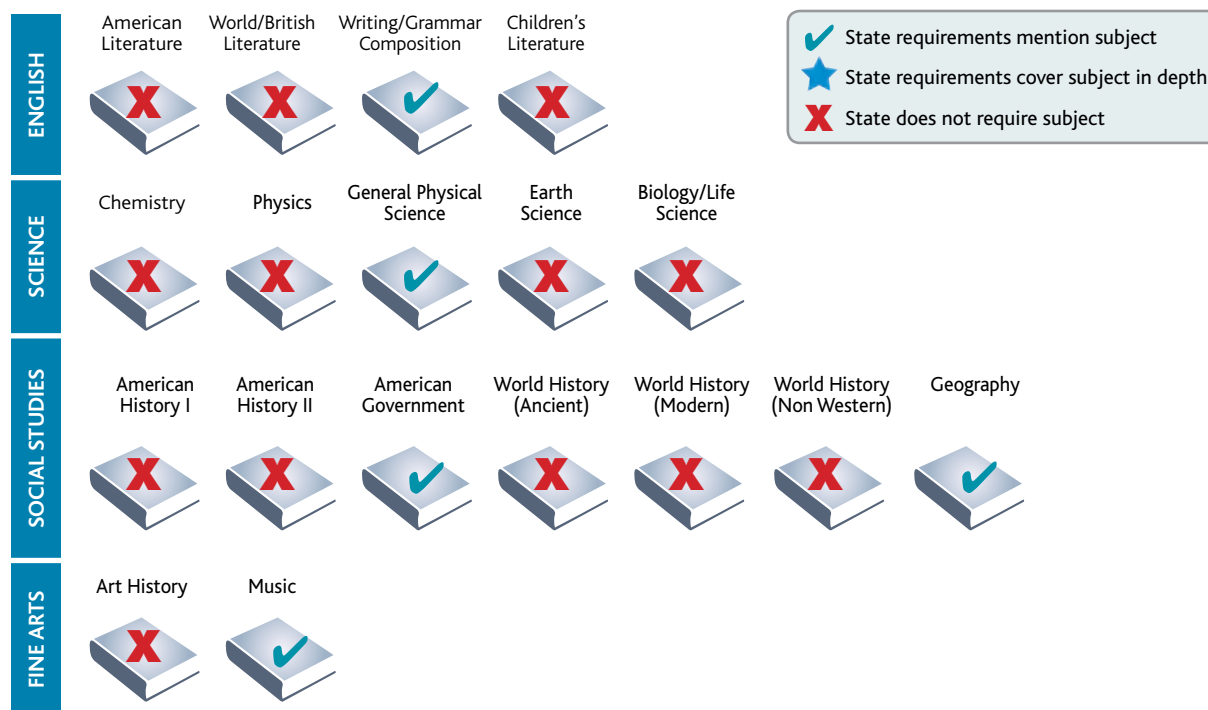 ENGLISH
American
Literature
World/British
Literature
Writing/Grammar
Composition
Children's
Literature
State requirements mention subject
State requirements cover subject in depth
State does not require subject
SCIENCE
Chemistry
Physics
General Physical
Science
Earth
Science
Biology/Life
Science
SOCIAL STUDIES
American
History I
American
History II
American
Government
World History
(Ancient)
World History
(Modern)
World History
(Non Western)
Geography
FINE ARTS
Art History
Music